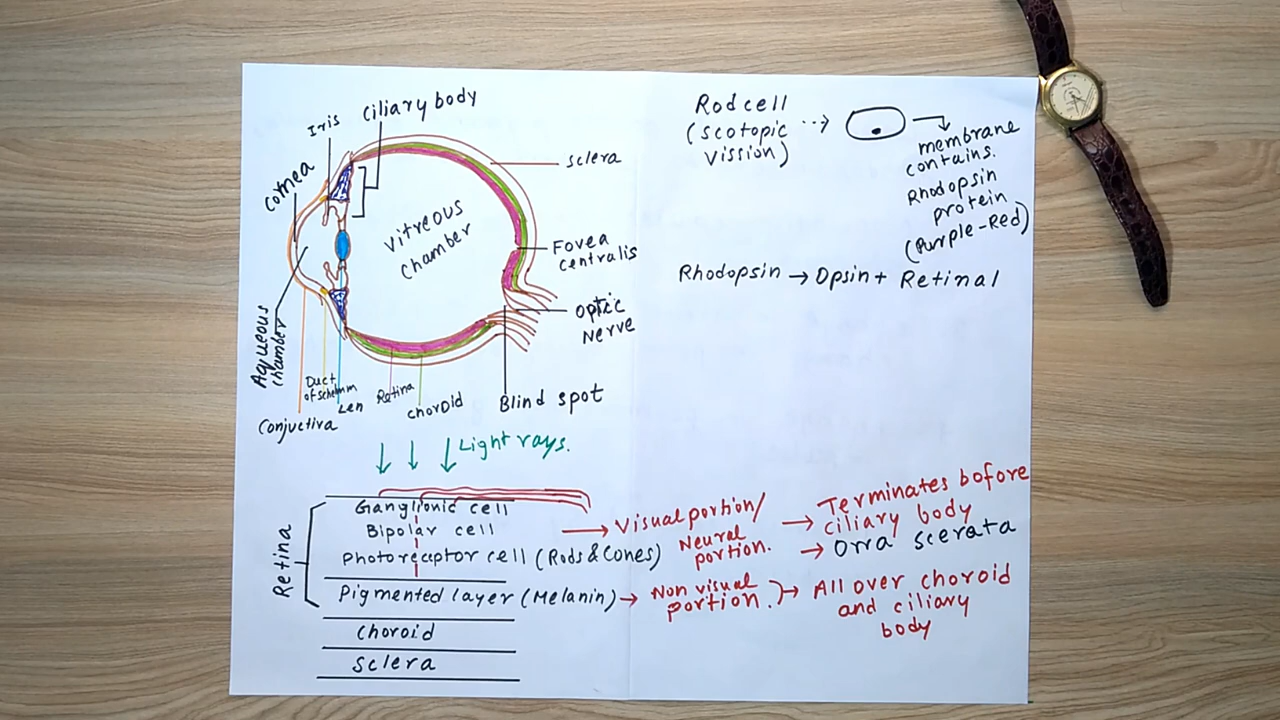 Ciliary body
Iris
Cornea
sclera
Vitreous
chamber
Fovea
centralis
optic
Nerve
Aqueous
chamber
Duct
of schelmm
Len
Retina
choroid
Blind spot
Conjuctiva
Light rays.
Retina
Ganglionic cell
Bipolar cell
Photoreceptor cell (Rods & Cones)
Pigmented layer (Melanin)
choroid
sclera
Visual portion/
Neural
portion.
Terminates bofore
ciliary body
Orra scerata
Non visual
portion.
All over choroid
and ciliary
body
Rod cell
(scotopic
vission)
membrane
contains.
Rhodopsin
protein
(Purple-Red)
Rhodopsin → Opsin + Retinal